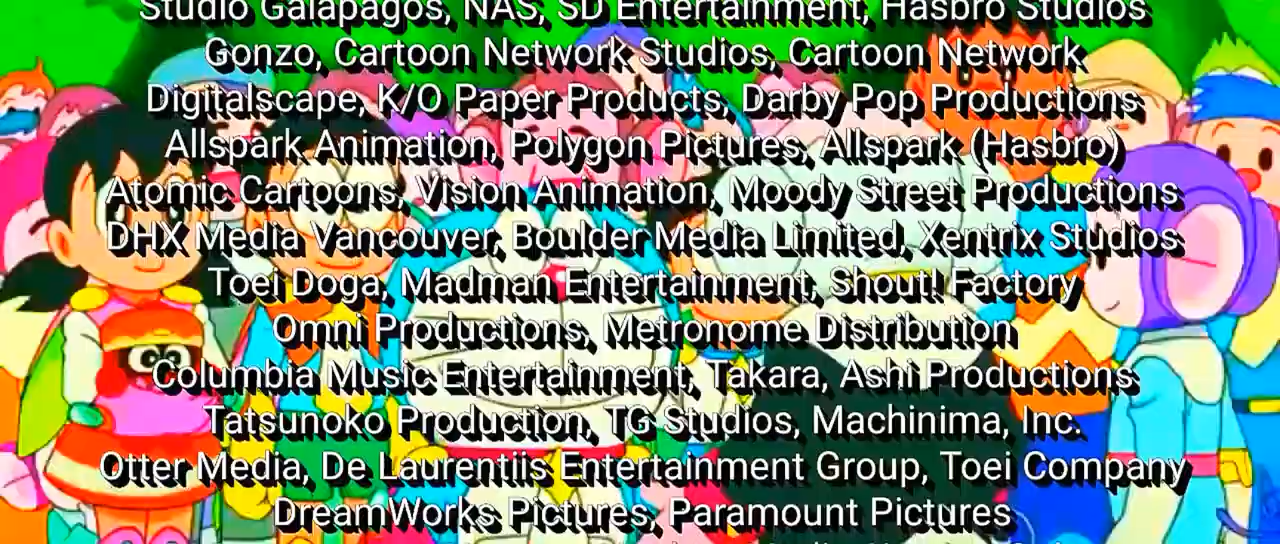 Studio Galapagos, NAS, SD Entertainment, Hasbro Studios
Gonzo, Cartoon Network Studios, Cartoon Network
Digitalscape, K/O Paper Products, Darby Pop Productions
Allspark Animation, Polygon Pictures, Allspark (Hasbro)
Atomic Cartoons, Vision Animation, Moody Street Productions
DHX Media Vancouver, Boulder Media Limited, Xentrix Studios
Toei Doga, Madman Entertainment, Shout! Factory
Omni Productions, Metronome Distribution
Columbia Music Entertainment, Takara, Ashi Productions
Tatsunoko Production, TG Studios, Machinima, Inc.
Otter Media, De Laurentiis Entertainment Group, Toei Company
DreamWorks Pictures, Paramount Pictures